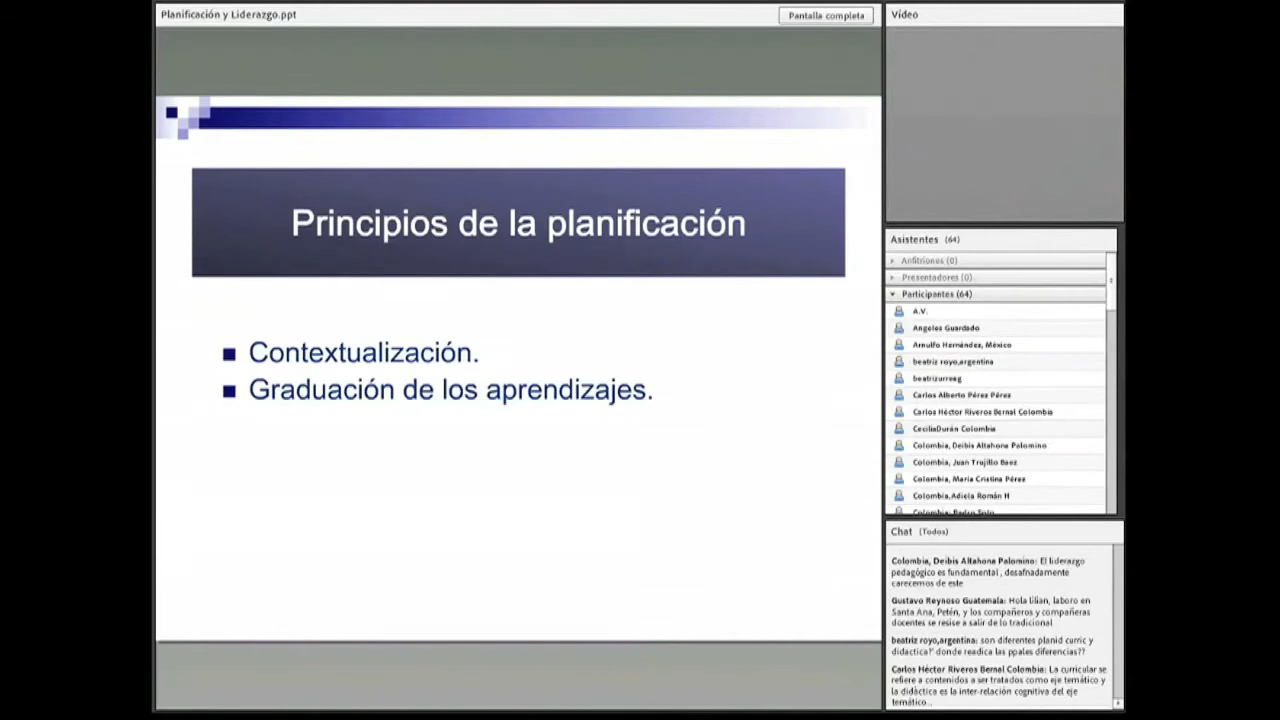 Planificación y Liderazgo.ppt
Pantalla completa
Principios de la planificación
Contextualización.
Graduación de los aprendizajes.
Vídeo
Asistentes (64)
Anfitriones (0)
Presentadores (0)
Participantes (64)
A.V.
Angeles Guardado
Arnulfo Hernández, México
beatriz royo,argentina
beatrizurreag
Carlos Alberto Pérez Pérez
Carlos Héctor Riveros Bernal Colombia
CeciliaDurán Colombia
Colombia, Deibis Altahona Palomino
Colombia, Juan Trujillo Baez
Colombia, María Cristina Pérez
Colombia,Adiela Román H
Chat (Todos)
Colombia, Deibis Altahona Palomino: El liderazgo
pedagógico es fundamental , desafnadamente
carecemos de este
Gustavo Reynoso Guatemala: Hola lilian, laboro en
Santa Ana, Petén, y los compañeros y compañeras
docentes se resise a salir de lo tradicional
beatriz royo,argentina: son diferentes planid curric y
didactica?' donde readica las ppales diferencias??
Carlos Héctor Riveros Bernal Colombia: La curricular se
refiere a contenidos a ser tratados como eje temático y
la didáctica es la inter-relación cognitiva del eje
temático..